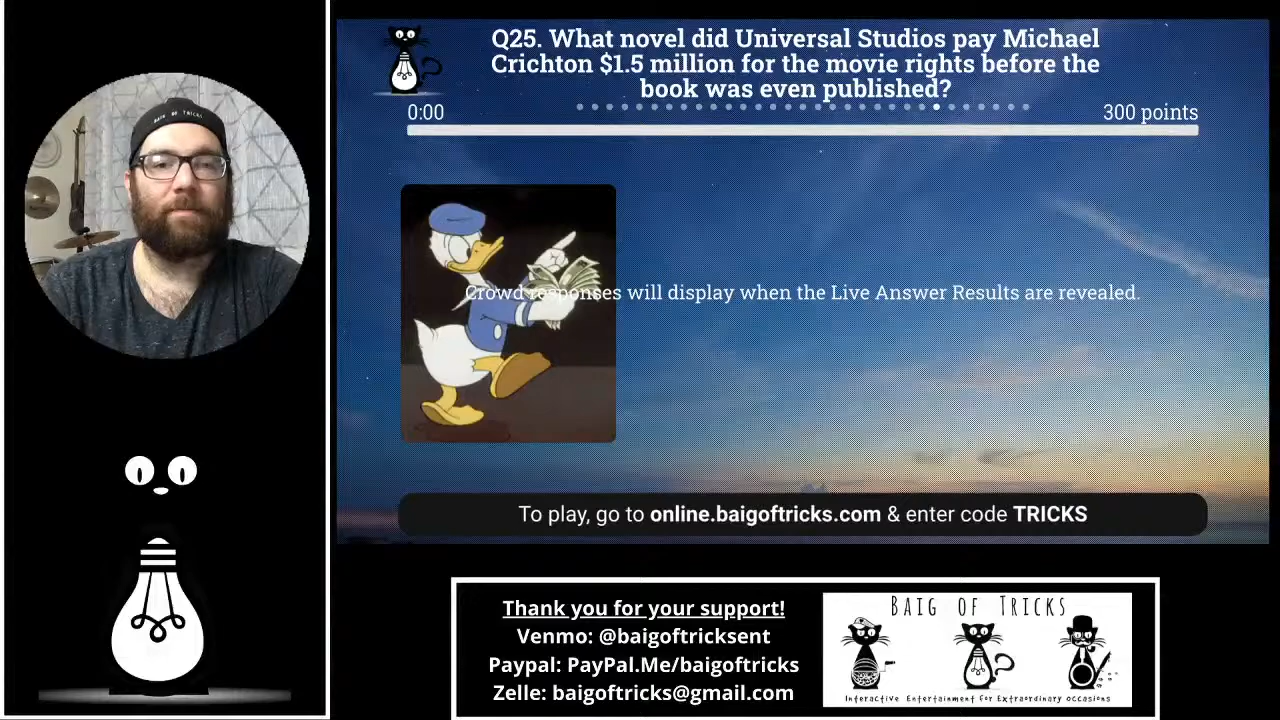 BAIG OF TRICKS
Q25. What novel did Universal Studios pay Michael
Crichton $1.5 million for the movie rights before the
book was even published?
0:00
300 points
Crowd responses will display when the Live Answer Results are revealed.
To play, go to online.baigoftricks.com & enter code TRICKS
Thank you for your support!
Venmo: @baigoftricksent
Paypal: PayPal.Me/baigoftricks
Zelle: baigoftricks@gmail.com
BAIG OF TRICKS
Interactive Entertainment for Extraordinary occasions